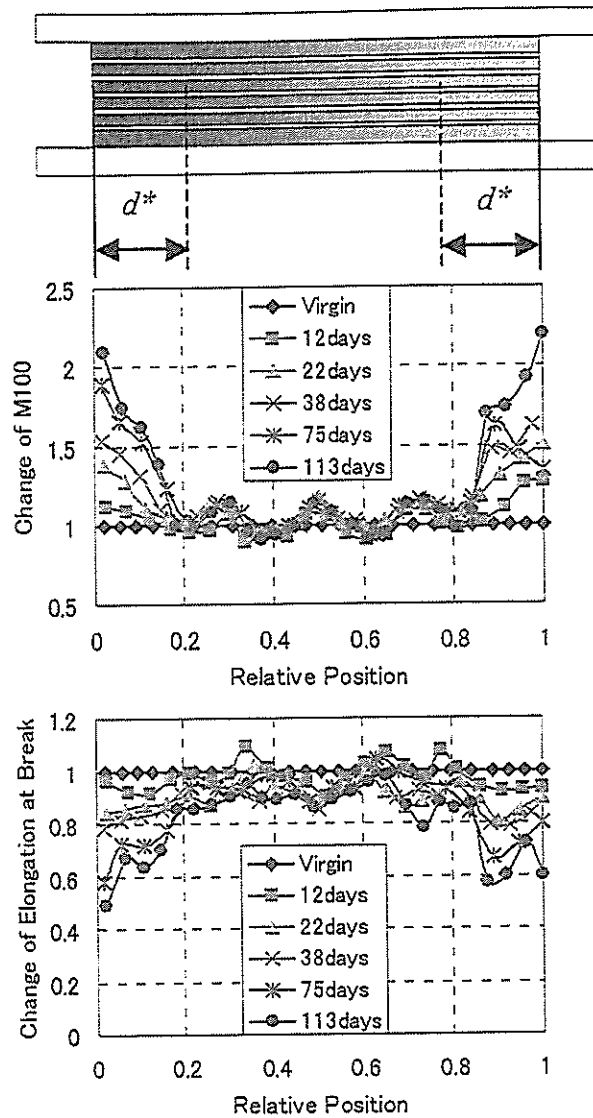 d* d*
2.5
2
1.5
1
0.5
Change of M100
Virgin
12days
22days
38days
75days
113days
0 0.2 0.4 0.6 0.8 1
Relative Position
1.2
1
0.8
0.6
0.4
0.2
0
Change of Elongation at Break
Virgin
12days
22days
38days
75days
113days
0 0.2 0.4 0.6 0.8 1
Relative Position